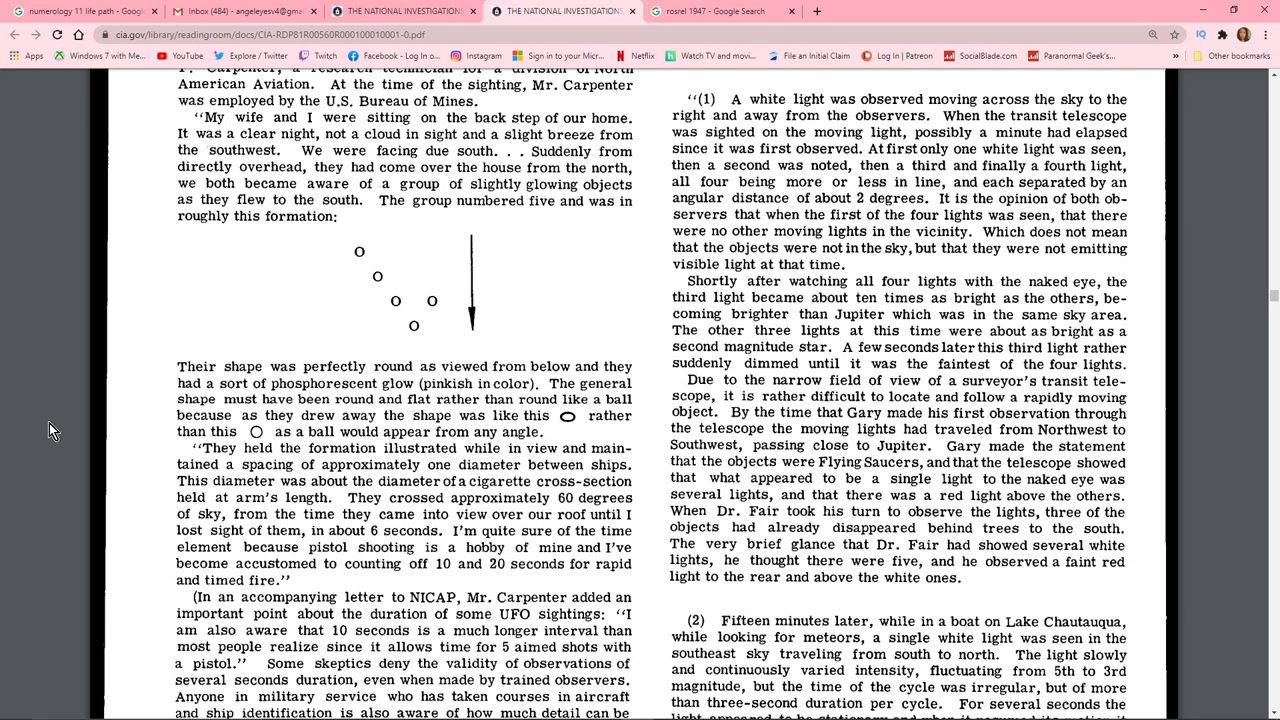 numerology 11 life path - Googl
Inbox (484) - angeleyesv4@gma
THE NATIONAL INVESTIGATIONS
THE NATIONAL INVESTIGATIONS
rosrel 1947 - Google Search
cia.gov/library/readingroom/docs/CIA-RDP81R00560R000100010001-0.pdf
Apps
Windows 7 with Me...
YouTube
Explore / Twitter
Twitch
Facebook - Log In o...
Instagram
Sign in to your Micr...
Netflix
Watch TV and movi...
File an Initial Claim
Log In | Patreon
SocialBlade.com
Paranormal Geek's...
Other bookmarks
T. Carpenter, a research technician for a division of North
American Aviation. At the time of the sighting, Mr. Carpenter
was employed by the U.S. Bureau of Mines.
"My wife and I were sitting on the back step of our home.
It was a clear night, not a cloud in sight and a slight breeze from
the southwest. We were facing due south. . . Suddenly from
directly overhead, they had come over the house from the north,
we both became aware of a group of slightly glowing objects
as they flew to the south. The group numbered five and was in
roughly this formation:
o
o
o o
o
Their shape was perfectly round as viewed from below and they
had a sort of phosphorescent glow (pinkish in color). The general
shape must have been round and flat rather than round like a ball
because as they drew away the shape was like this O rather
than this O as a ball would appear from any angle.
"They held the formation illustrated while in view and main-
tained a spacing of approximately one diameter between ships.
This diameter was about the diameter of a cigarette cross-section
held at arm's length. They crossed approximately 60 degrees
of sky, from the time they came into view over our roof until I
lost sight of them, in about 6 seconds. I'm quite sure of the time
element because pistol shooting is a hobby of mine and I've
become accustomed to counting off 10 and 20 seconds for rapid
and timed fire."
(In an accompanying letter to NICAP, Mr. Carpenter added an
important point about the duration of some UFO sightings: "I
am also aware that 10 seconds is a much longer interval than
most people realize since it allows time for 5 aimed shots with
a pistol." Some skeptics deny the validity of observations of
several seconds duration, even when made by trained observers.
Anyone in military service who has taken courses in aircraft
and ship identification is also aware of how much detail can be
"(1) A white light was observed moving across the sky to the
right and away from the observers. When the transit telescope
was sighted on the moving light, possibly a minute had elapsed
since it was first observed. At first only one white light was seen,
then a second was noted, then a third and finally a fourth light,
all four being more or less in line, and each separated by an
angular distance of about 2 degrees. It is the opinion of both ob-
servers that when the first of the four lights was seen, that there
were no other moving lights in the vicinity. Which does not mean
that the objects were not in the sky, but that they were not emitting
visible light at that time.
Shortly after watching all four lights with the naked eye, the
third light became about ten times as bright as the others, be-
coming brighter than Jupiter which was in the same sky area.
The other three lights at this time were about as bright as a
second magnitude star. A few seconds later this third light rather
suddenly dimmed until it was the faintest of the four lights.
Due to the narrow field of view of a surveyor's transit tele-
scope, it is rather difficult to locate and follow a rapidly moving
object. By the time that Gary made his first observation through
the telescope the moving lights had traveled from Northwest to
Southwest, passing close to Jupiter. Gary made the statement
that the objects were Flying Saucers, and that the telescope showed
that what appeared to be a single light to the naked eye was
several lights, and that there was a red light above the others.
When Dr. Fair took his turn to observe the lights, three of the
objects had already disappeared behind trees to the south.
The very brief glance that Dr. Fair had showed several white
lights, he thought there were five, and he observed a faint red
light to the rear and above the white ones.
(2) Fifteen minutes later, while in a boat on Lake Chautauqua,
while looking for meteors, a single white light was seen in the
southeast sky traveling from south to north. The light slowly
and continuously varied intensity, fluctuating from 5th to 3rd
magnitude, but the time of the cycle was irregular, but of more
than three-second duration per cycle. For several seconds the
light appeared to be stationary and when it resumed its motion it